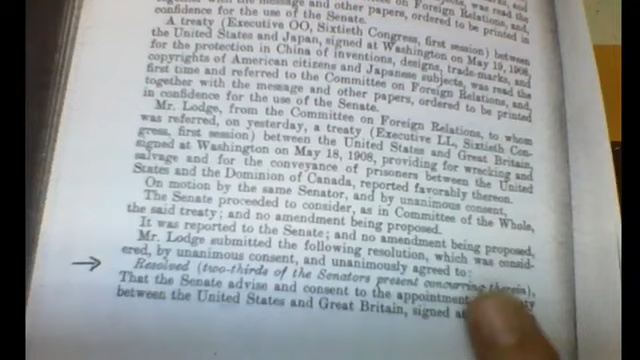 message and other papers, ordered to be printed in
confidence for the use of the Senate.
A treaty (Executive OO, Sixtieth Congress, first session) between
the United States and Japan, signed at Washington on May 19, 1908,
for the protection in China of inventions, designs, trade-marks, and
copyrights of American citizens and Japanese subjects, was read the
first time and referred to the Committee on Foreign Relations, and,
together with the message and other papers, ordered to be printed
in confidence for the use of the Senate.
Mr. Lodge, from the Committee on Foreign Relations, to whom
was referred, on yesterday, a treaty (Executive LL, Sixtieth Con-
gress, first session) between the United States and Great Britain,
signed at Washington on May 18, 1908, providing for wrecking and
salvage and for the conveyance of prisoners between the United
States and the Dominion of Canada, reported favorably thereon.
On motion by the same Senator, and by unanimous consent,
The Senate proceeded to consider, as in Committee of the Whole,
the said treaty; and no amendment being proposed,
It was reported to the Senate; and no amendment being proposed,
Mr. Lodge submitted the following resolution, which was consid-
ered, by unanimous consent, and unanimously agreed to:
Resolved (two-thirds of the Senators present concurring therein),
That the Senate advise and consent to the appointment
between the United States and Great Britain, signed